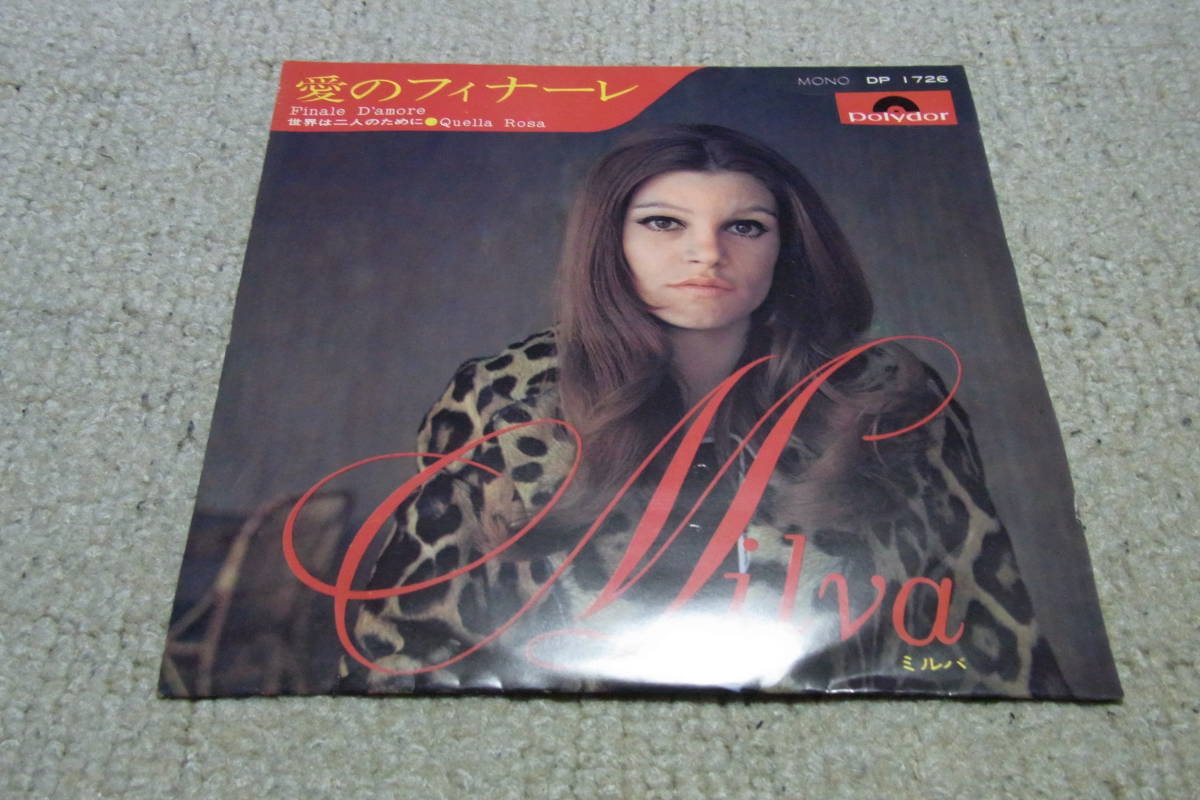 愛のフィナーレ
Finale D'amore
世界は二人のために●Quella Rosa
MONO DP 1726
polydor
Milva
ミルバ